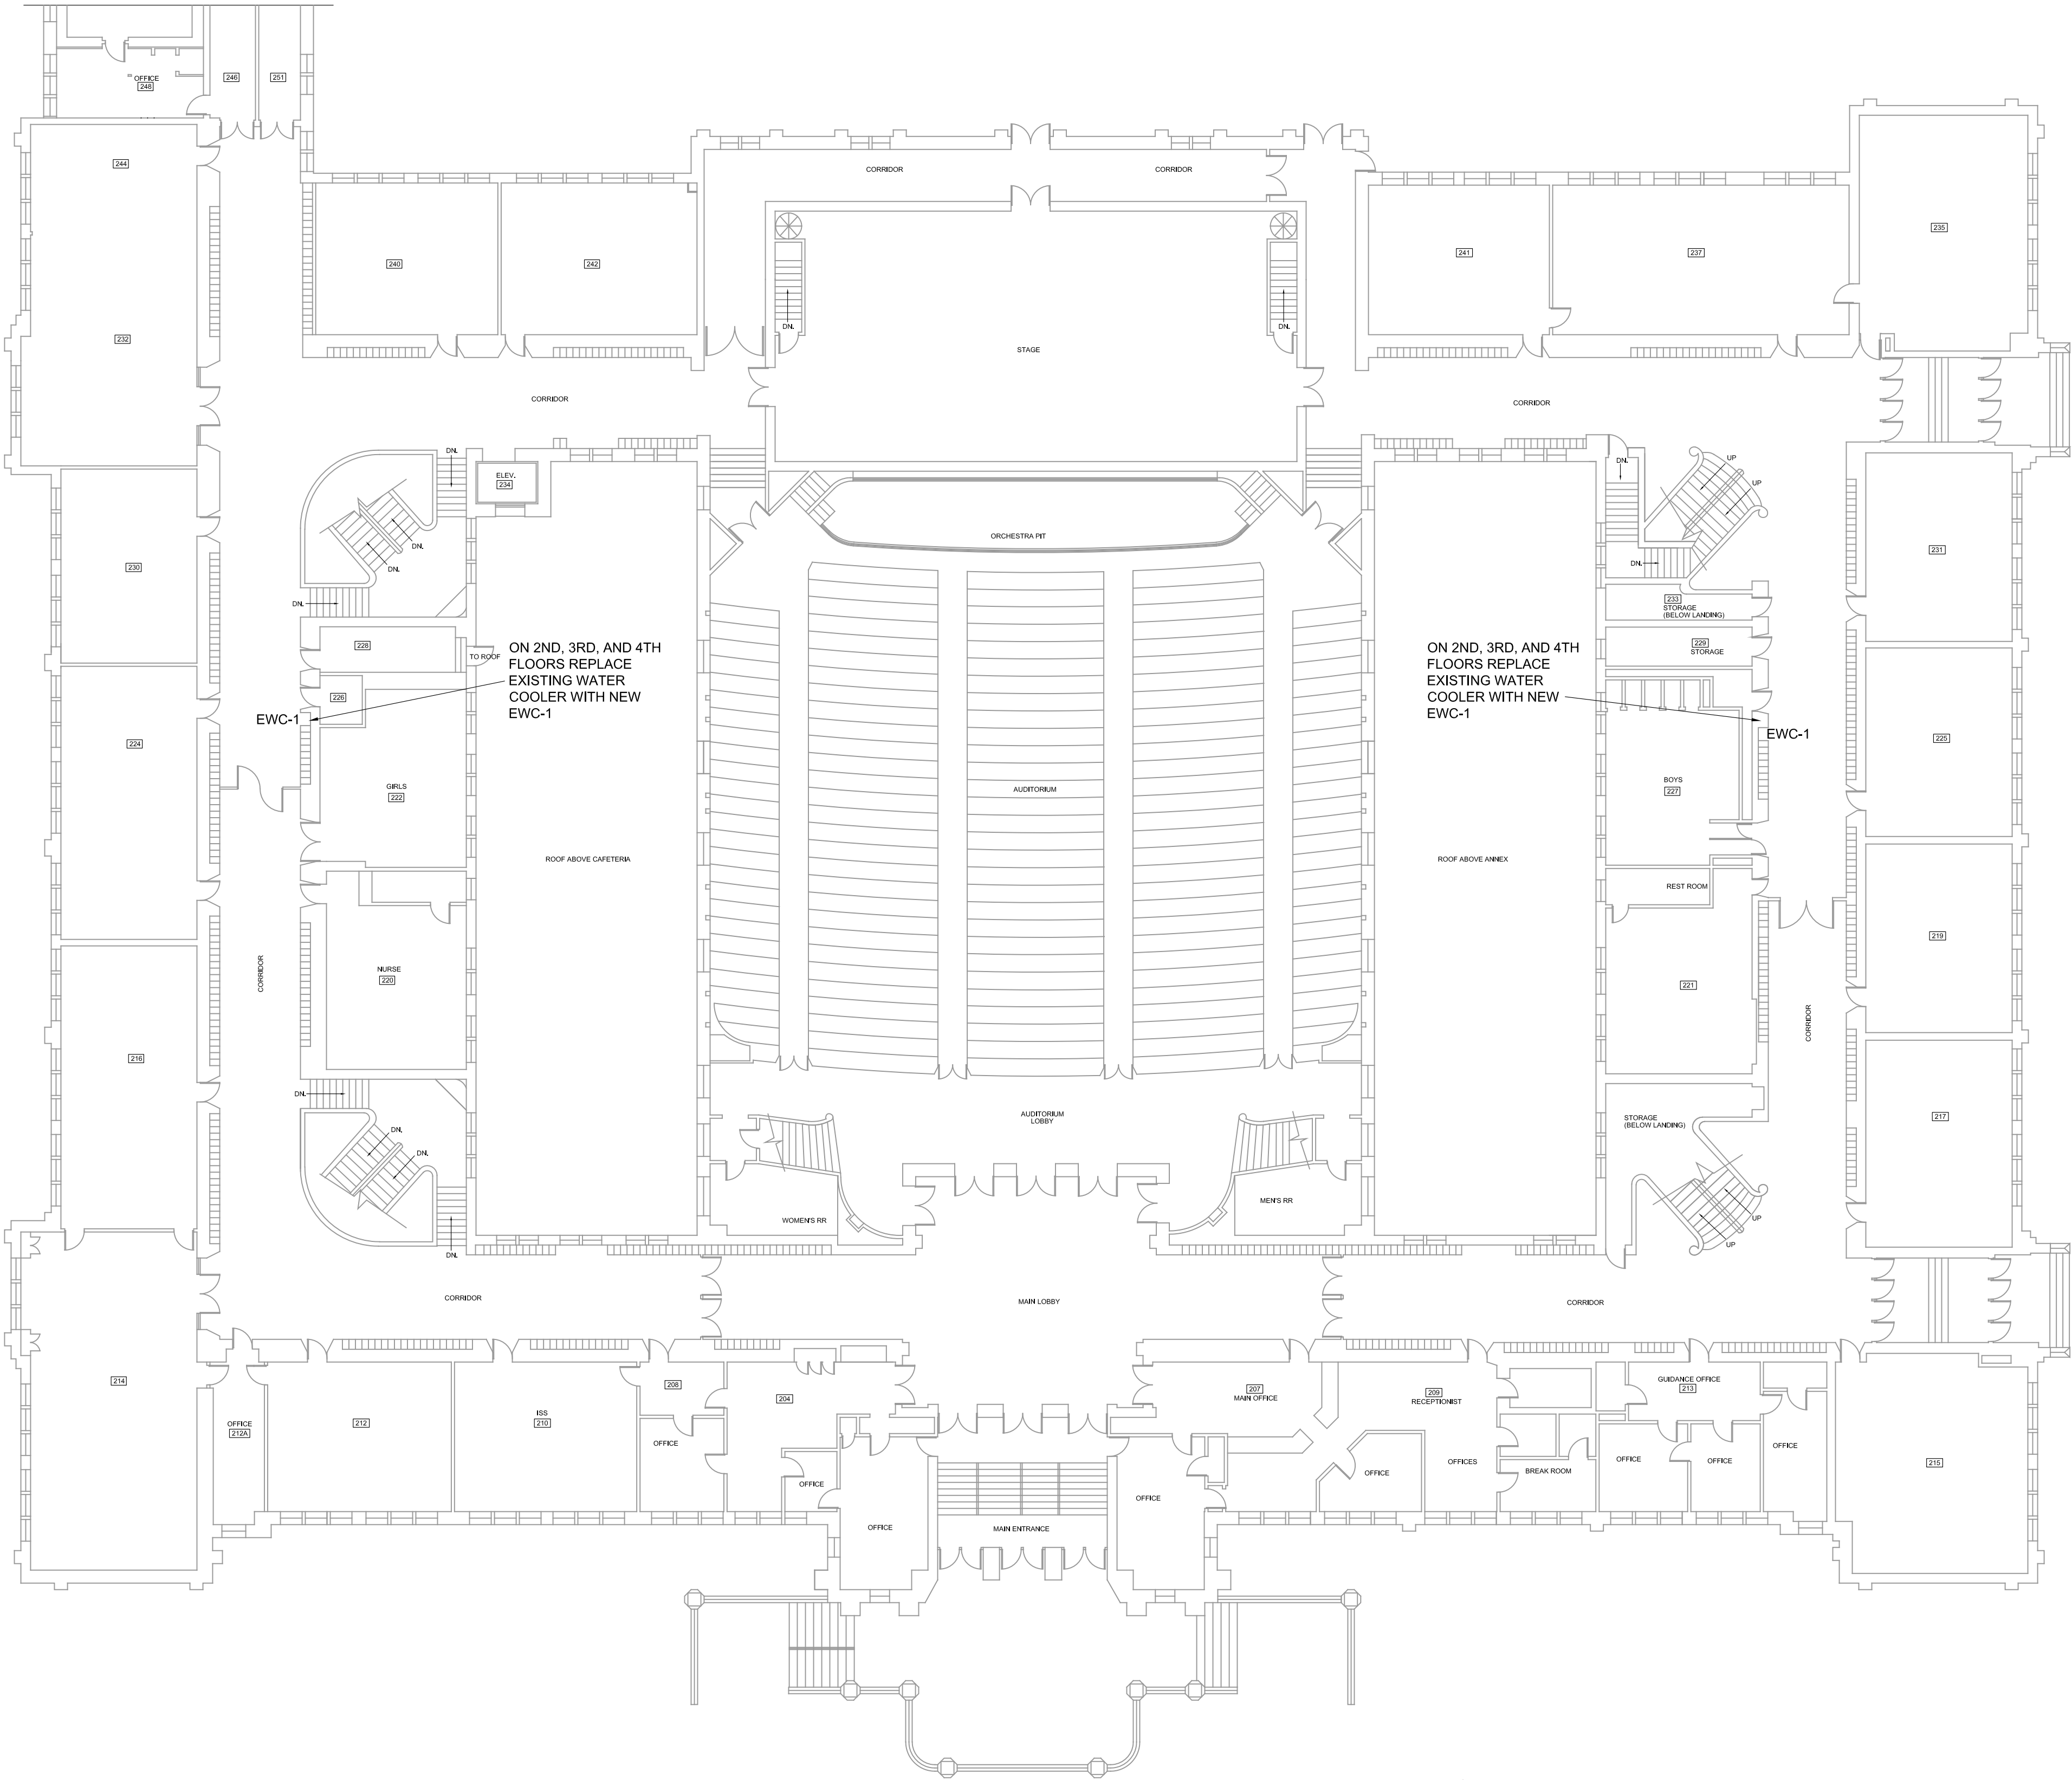 OFFICE
248
246
251
244
CORRIDOR
CORRIDOR
235
240
242
241
237
232
DN.
DN.
STAGE
CORRIDOR
CORRIDOR
DN.
ELEV.
234
DN.
UP
UP
DN.
DN.
ORCHESTRA PIT
231
230
DN.
DN.
233
STORAGE
(BELOW LANDING)
228
TO ROOF
229
STORAGE
ON 2ND, 3RD, AND 4TH
FLOORS REPLACE
EXISTING WATER
COOLER WITH NEW
EWC-1
ON 2ND, 3RD, AND 4TH
FLOORS REPLACE
EXISTING WATER
COOLER WITH NEW
EWC-1
226
EWC-1
EWC-1
224
225
GIRLS
222
AUDITORIUM
BOYS
227
ROOF ABOVE CAFETERIA
ROOF ABOVE ANNEX
REST ROOM
219
CORRIDOR
NURSE
220
221
CORRIDOR
216
DN.
AUDITORIUM
LOBBY
STORAGE
(BELOW LANDING)
217
DN.
DN.
WOMEN'S RR
MEN'S RR
UP
UP
DN.
CORRIDOR
MAIN LOBBY
CORRIDOR
214
208
204
207
MAIN OFFICE
209
RECEPTIONIST
GUIDANCE OFFICE
213
OFFICE
212A
212
ISS
210
OFFICE
OFFICE
OFFICE
MAIN ENTRANCE
OFFICE
OFFICE
OFFICES
BREAK ROOM
OFFICE
OFFICE
OFFICE
215